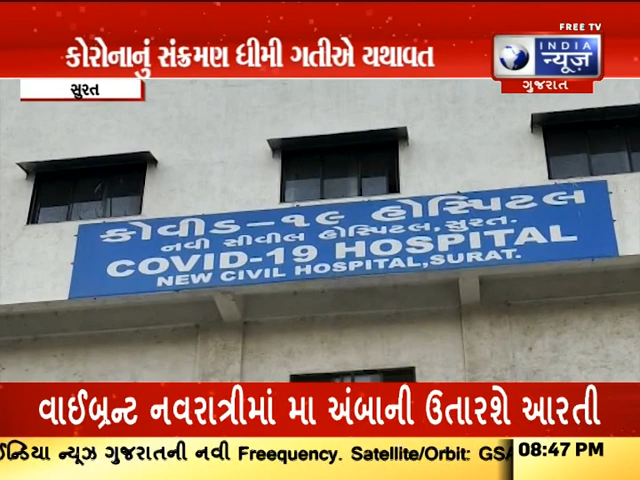 FREE TV
કોરોનાનું સંક્રમણ ધીમી ગતીએ યથાવત
INDIA
ન્યૂઝ
ગુજરાત
સુરત
કોવીડ-૧૯ હોસ્પિટલ
નવી સીવીલ હોસ્પિટલ,સુરત.
COVID-19 HOSPITAL
NEW CIVIL HOSPITAL,SURAT.
વાઈબ્રન્ટ નવરાત્રીમાં મા અંબાની ઉતારશે આરતી
ઈન્ડિયા ન્યૂઝ ગુજરાતની નવી Freequency. Satellite/Orbit: GSA
08:47 PM